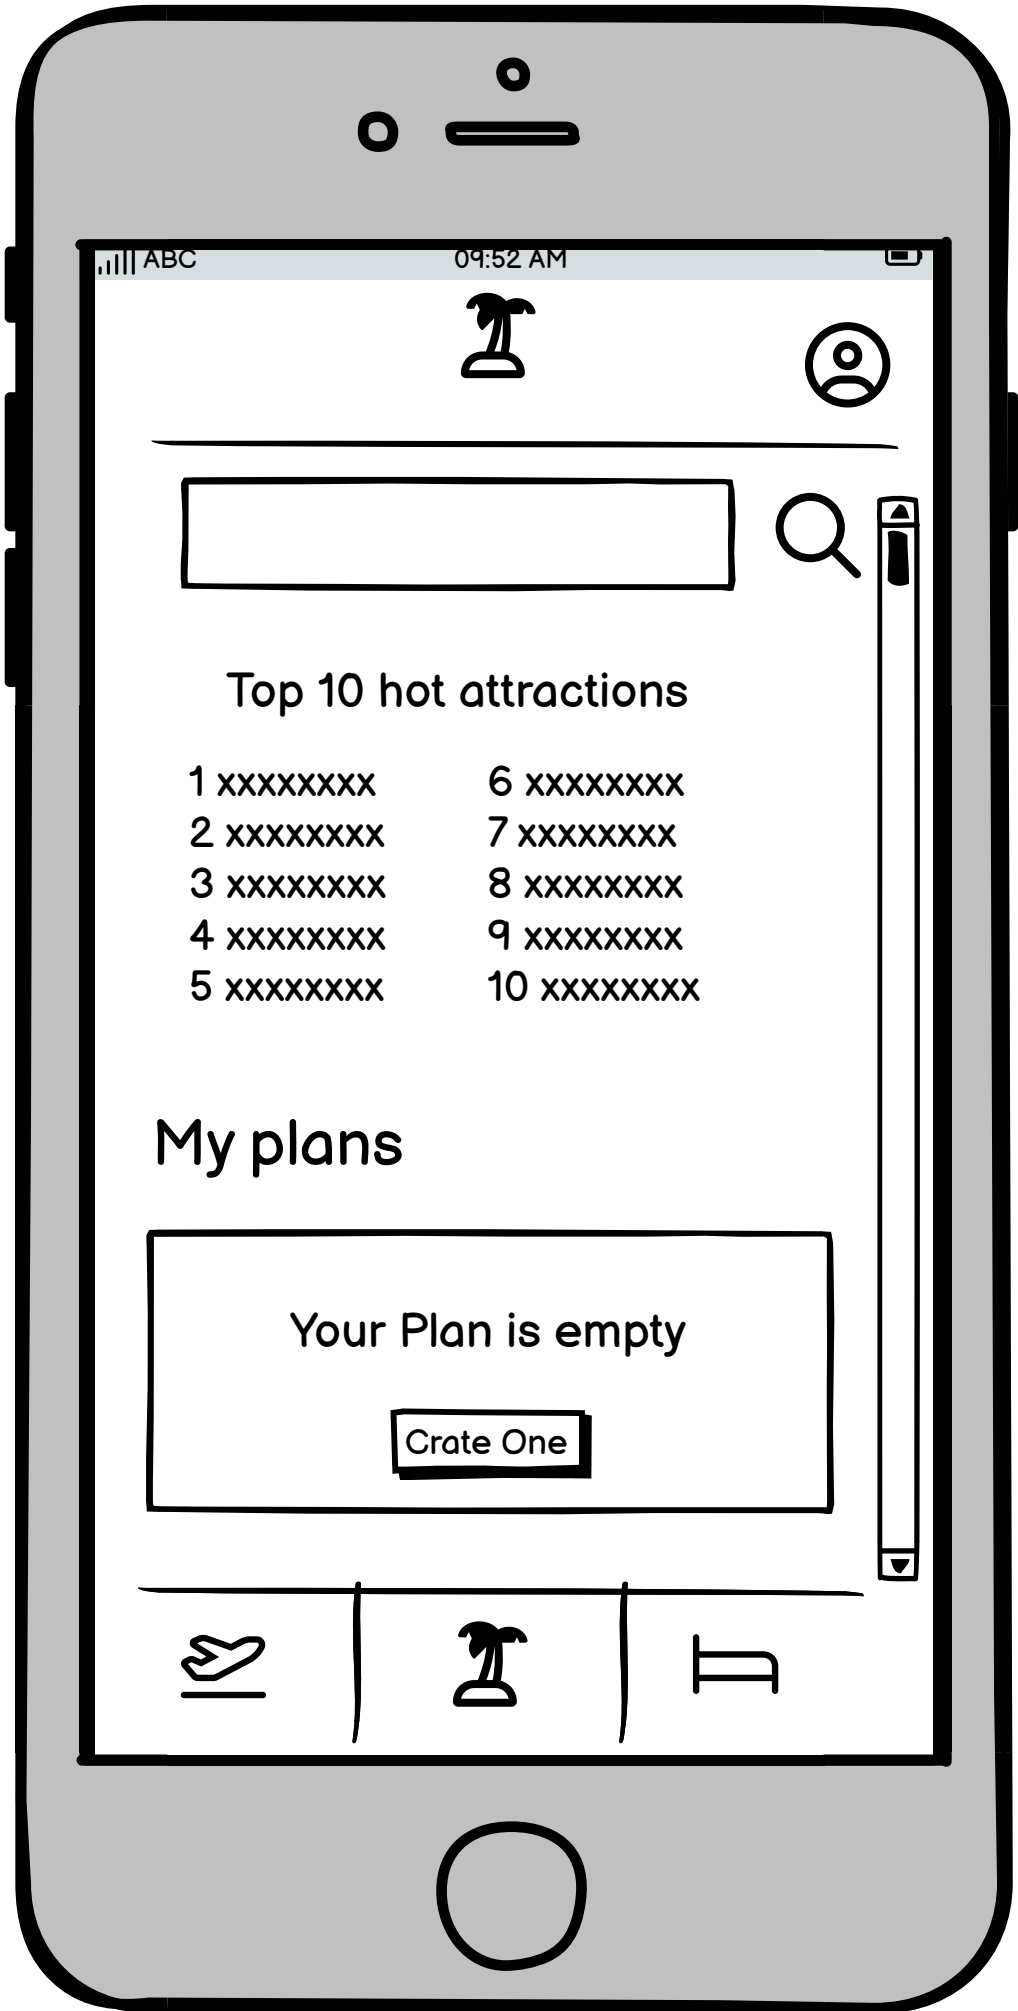 ABC 09:52 AM
Top 10 hot attractions
1 xxxxxxxx
2 xxxxxxxx
3 xxxxxxxx
4 xxxxxxxx
5 xxxxxxxx
6 xxxxxxxx
7 xxxxxxxx
8 xxxxxxxx
9 xxxxxxxx
10 xxxxxxxx
My plans
Your Plan is empty
Crate One